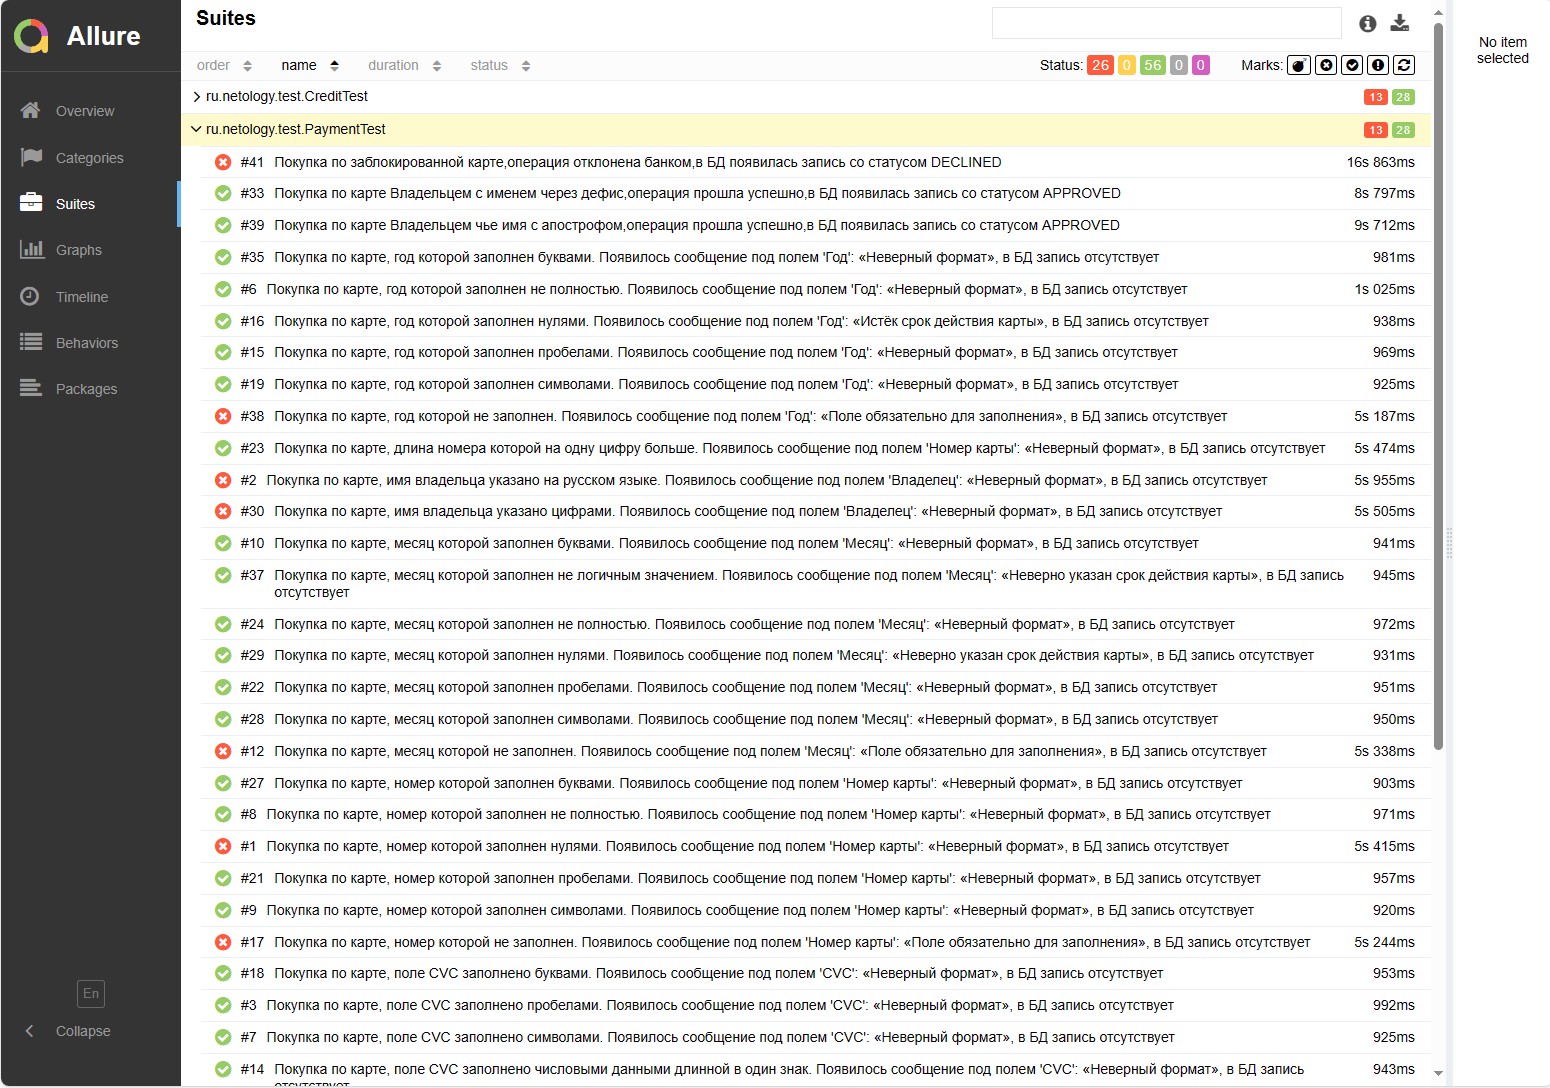 Allure
Overview
Categories
Suites
Graphs
Timeline
Behaviors
Packages
En
Collapse
Suites
order name duration status Status: 26 0 56 0 0 Marks:
ru.netology.test.CreditTest 13 28
ru.netology.test.PaymentTest 13 28
#41 Покупка по заблокированной карте,операция отклонена банком,в БД появилась запись со статусом DECLINED 16s 863ms
#33 Покупка по карте Владельцем с именем через дефис,операция прошла успешно,в БД появилась запись со статусом APPROVED 8s 797ms
#39 Покупка по карте Владельцем чье имя с апострофом,операция прошла успешно,в БД появилась запись со статусом APPROVED 9s 712ms
#35 Покупка по карте, год которой заполнен буквами. Появилось сообщение под полем 'Год': «Неверный формат», в БД запись отсутствует 981ms
#6 Покупка по карте, год которой заполнен не полностью. Появилось сообщение под полем 'Год': «Неверный формат», в БД запись отсутствует 1s 025ms
#16 Покупка по карте, год которой заполнен нулями. Появилось сообщение под полем 'Год': «Истёк срок действия карты», в БД запись отсутствует 938ms
#15 Покупка по карте, год которой заполнен пробелами. Появилось сообщение под полем 'Год': «Неверный формат», в БД запись отсутствует 969ms
#19 Покупка по карте, год которой заполнен символами. Появилось сообщение под полем 'Год': «Неверный формат», в БД запись отсутствует 925ms
#38 Покупка по карте, год которой не заполнен. Появилось сообщение под полем 'Год': «Поле обязательно для заполнения», в БД запись отсутствует 5s 187ms
#23 Покупка по карте, длина номера которой на одну цифру больше. Появилось сообщение под полем 'Номер карты': «Неверный формат», в БД запись отсутствует 5s 474ms
#2 Покупка по карте, имя владельца указано на русском языке. Появилось сообщение под полем 'Владелец': «Неверный формат», в БД запись отсутствует 5s 955ms
#30 Покупка по карте, имя владельца указано цифрами. Появилось сообщение под полем 'Владелец': «Неверный формат», в БД запись отсутствует 5s 505ms
#10 Покупка по карте, месяц которой заполнен буквами. Появилось сообщение под полем 'Месяц': «Неверный формат», в БД запись отсутствует 941ms
#37 Покупка по карте, месяц которой заполнен не логичным значением. Появилось сообщение под полем 'Месяц': «Неверно указан срок действия карты», в БД запись 945ms
отсутствует
#24 Покупка по карте, месяц которой заполнен не полностью. Появилось сообщение под полем 'Месяц': «Неверный формат», в БД запись отсутствует 972ms
#29 Покупка по карте, месяц которой заполнен нулями. Появилось сообщение под полем 'Месяц': «Неверно указан срок действия карты», в БД запись отсутствует 931ms
#22 Покупка по карте, месяц которой заполнен пробелами. Появилось сообщение под полем 'Месяц': «Неверный формат», в БД запись отсутствует 951ms
#28 Покупка по карте, месяц которой заполнен символами. Появилось сообщение под полем 'Месяц': «Неверный формат», в БД запись отсутствует 950ms
#12 Покупка по карте, месяц которой не заполнен. Появилось сообщение под полем 'Месяц': «Поле обязательно для заполнения», в БД запись отсутствует 5s 338ms
#27 Покупка по карте, номер которой заполнен буквами. Появилось сообщение под полем 'Номер карты': «Неверный формат», в БД запись отсутствует 903ms
#8 Покупка по карте, номер которой заполнен не полностью. Появилось сообщение под полем 'Номер карты': «Неверный формат», в БД запись отсутствует 971ms
#1 Покупка по карте, номер которой заполнен нулями. Появилось сообщение под полем 'Номер карты': «Неверный формат», в БД запись отсутствует 5s 415ms
#21 Покупка по карте, номер которой заполнен пробелами. Появилось сообщение под полем 'Номер карты': «Неверный формат», в БД запись отсутствует 957ms
#9 Покупка по карте, номер которой заполнен символами. Появилось сообщение под полем 'Номер карты': «Неверный формат», в БД запись отсутствует 920ms
#17 Покупка по карте, номер которой не заполнен. Появилось сообщение под полем 'Номер карты': «Поле обязательно для заполнения», в БД запись отсутствует 5s 244ms
#18 Покупка по карте, поле CVC заполнено буквами. Появилось сообщение под полем 'CVC': «Неверный формат», в БД запись отсутствует 953ms
#3 Покупка по карте, поле CVC заполнено пробелами. Появилось сообщение под полем 'CVC': «Неверный формат», в БД запись отсутствует 992ms
#7 Покупка по карте, поле CVC заполнено символами. Появилось сообщение под полем 'CVC': «Неверный формат», в БД запись отсутствует 925ms
#14 Покупка по карте, поле CVC заполнено числовыми данными длинной в один знак. Появилось сообщение под полем 'CVC': «Неверный формат», в БД запись 943ms
отсутствует
No item
selected